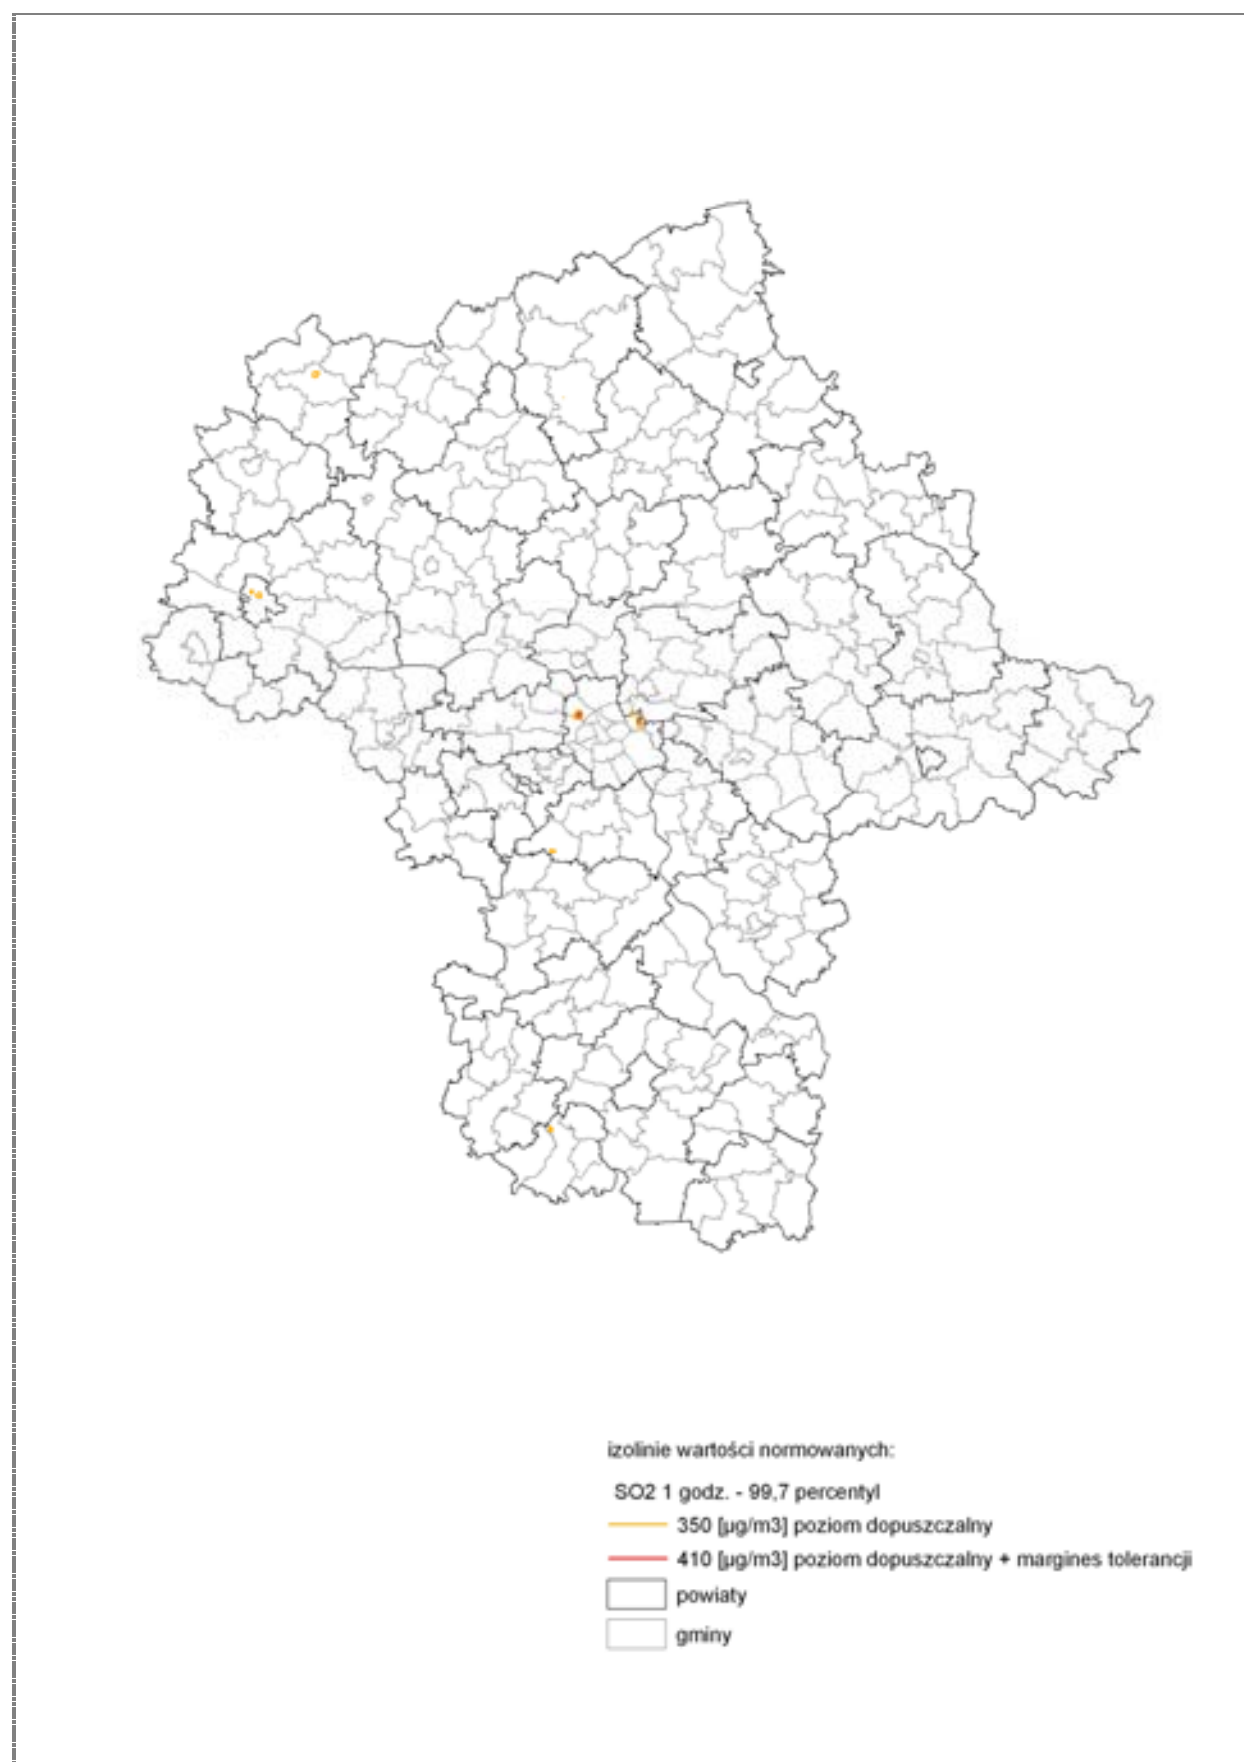 izolinie wartości normowanych:
SO2 1 godz. - 99,7 percentyl
350 [µg/m3] poziom dopuszczalny
410 [µg/m3] poziom dopuszczalny + margines tolerancji
powiaty
gminy